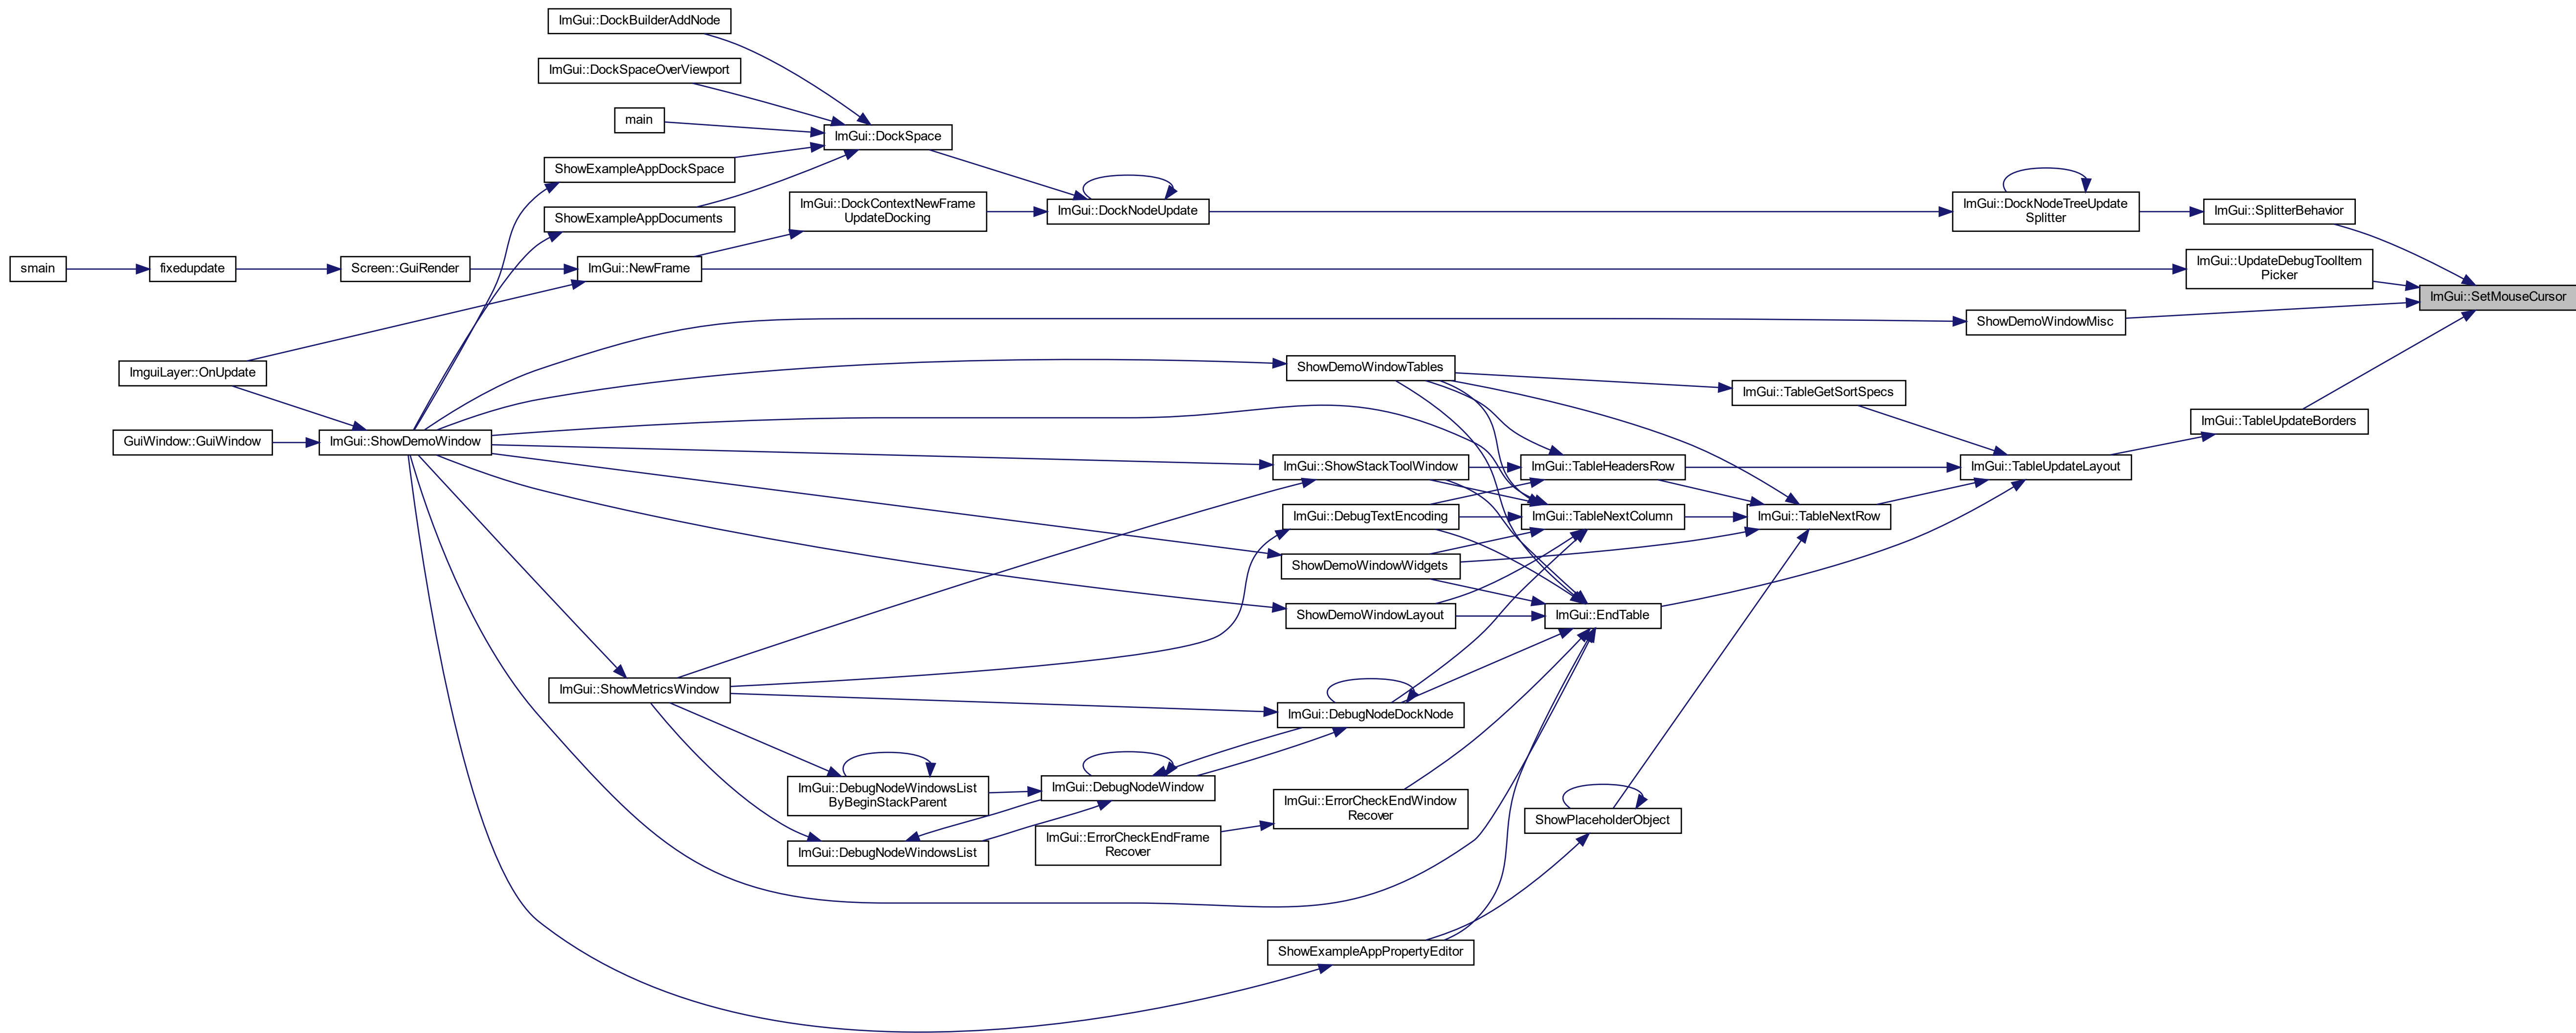 ImGui::DockBuilderAddNode
ImGui::DockSpaceOverViewport
main
ImGui::DockSpace
ShowExampleAppDockSpace
ShowExampleAppDocuments
ImGui::DockContextNewFrame
UpdateDocking
ImGui::DockNodeUpdate
ImGui::DockNodeTreeUpdate
Splitter
ImGui::SplitterBehavior
smain
fixedupdate
Screen::GuiRender
ImGui::NewFrame
ImGui::UpdateDebugToolItem
Picker
ImGui::SetMouseCursor
ShowDemoWindowMisc
ImguiLayer::OnUpdate
ShowDemoWindowTables
ImGui::TableGetSortSpecs
ImGui::TableUpdateBorders
GuiWindow::GuiWindow
ImGui::ShowDemoWindow
ImGui::ShowStackToolWindow
ImGui::TableHeadersRow
ImGui::TableUpdateLayout
ImGui::DebugTextEncoding
ImGui::TableNextColumn
ImGui::TableNextRow
ShowDemoWindowWidgets
ShowDemoWindowLayout
ImGui::EndTable
ImGui::ShowMetricsWindow
ImGui::DebugNodeDockNode
ImGui::DebugNodeWindowsList
ByBeginStackParent
ImGui::DebugNodeWindow
ImGui::ErrorCheckEndWindow
Recover
ShowPlaceholderObject
ImGui::DebugNodeWindowsList
ImGui::ErrorCheckEndFrame
Recover
ShowExampleAppPropertyEditor